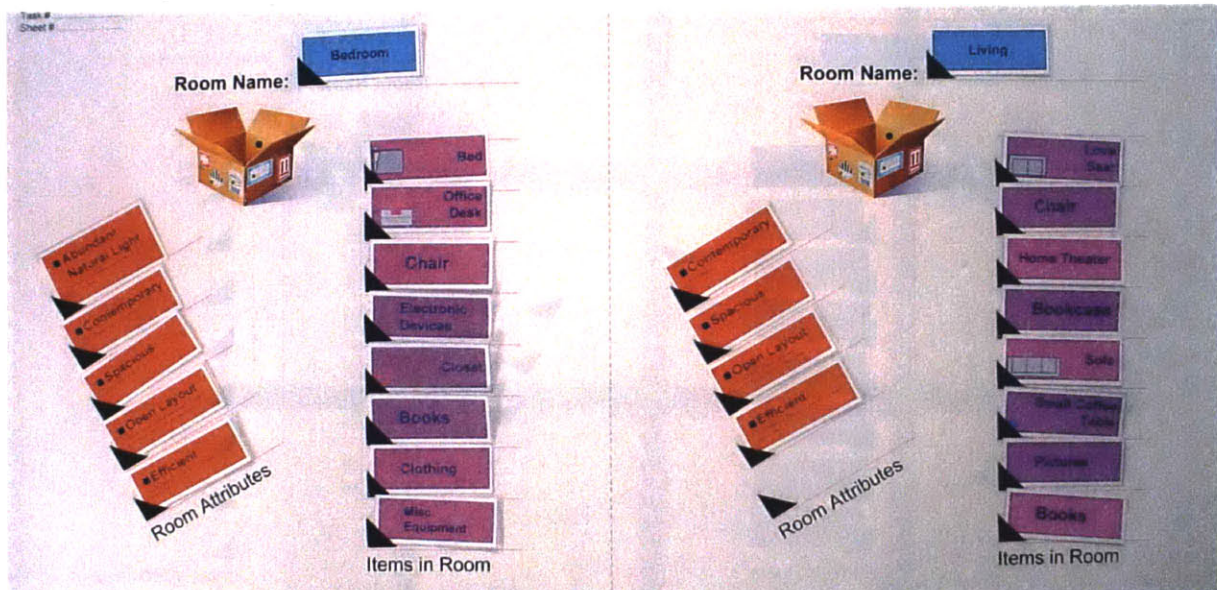 Task #
Sheet #
Bedroom
Room Name:
Bed
Office
Desk
Chair
Electronic
Devices
Closet
Books
Clothing
Misc
Equipment
Items in Room
Abundant
Natural Light
Contemporary
Spacious
Open Layout
Efficient
Room Attributes
Living
Room Name:
Love
Seat
Chair
Home Theater
Bookcase
Sofa
Small Coffee
Table
Pictures
Books
Items in Room
Contemporary
Spacious
Open Layout
Efficient
Room Attributes